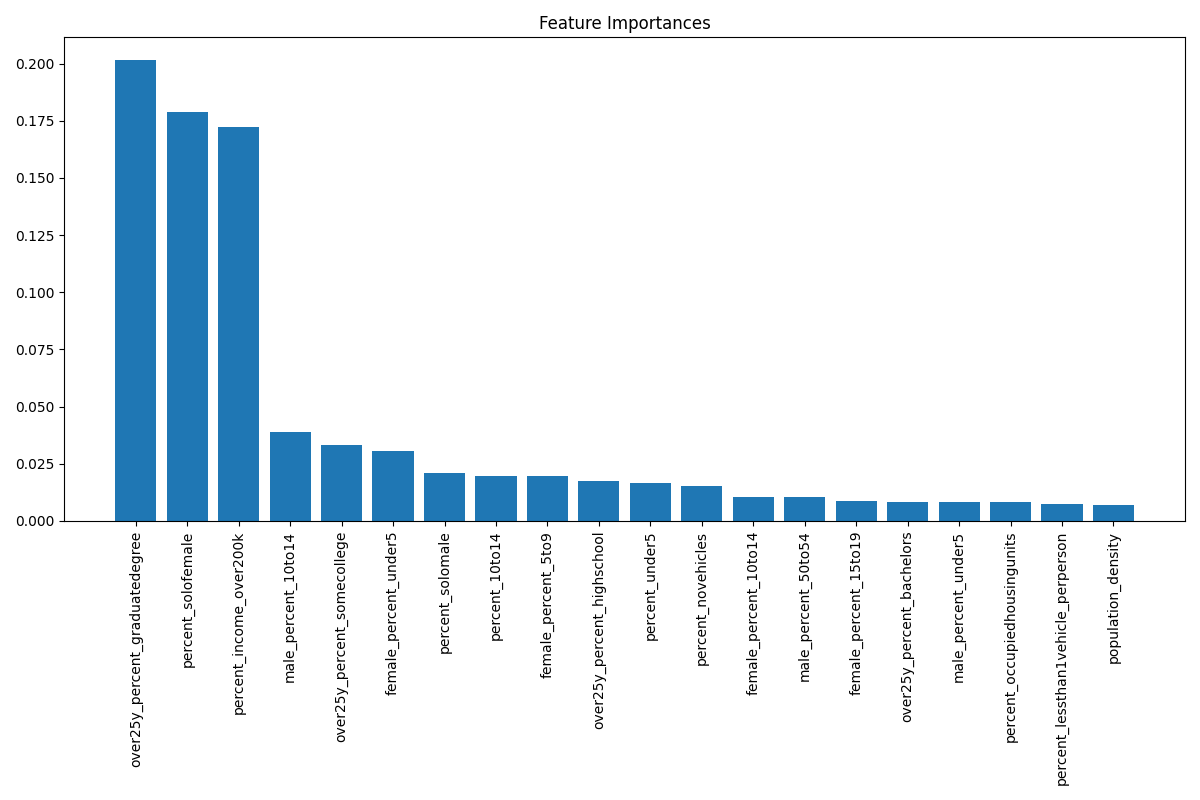 Feature Importances
0.200
0.175
0.150
0.125
0.100
0.075
0.050
0.025
0.000
over25y_percent_graduatedegree
percent_solofemale
percent_income_over200k
male_percent_10to14
over25y_percent_somecollege
female_percent_under5
percent_solomale
percent_10to14
female_percent_5to9
over25y_percent_highschool
percent_under5
percent_novehicles
female_percent_10to14
male_percent_50to54
female_percent_15to19
over25y_percent_bachelors
male_percent_under5
percent_occupiedhousingunits
percent_lessthan1vehicle_perperson
population_density